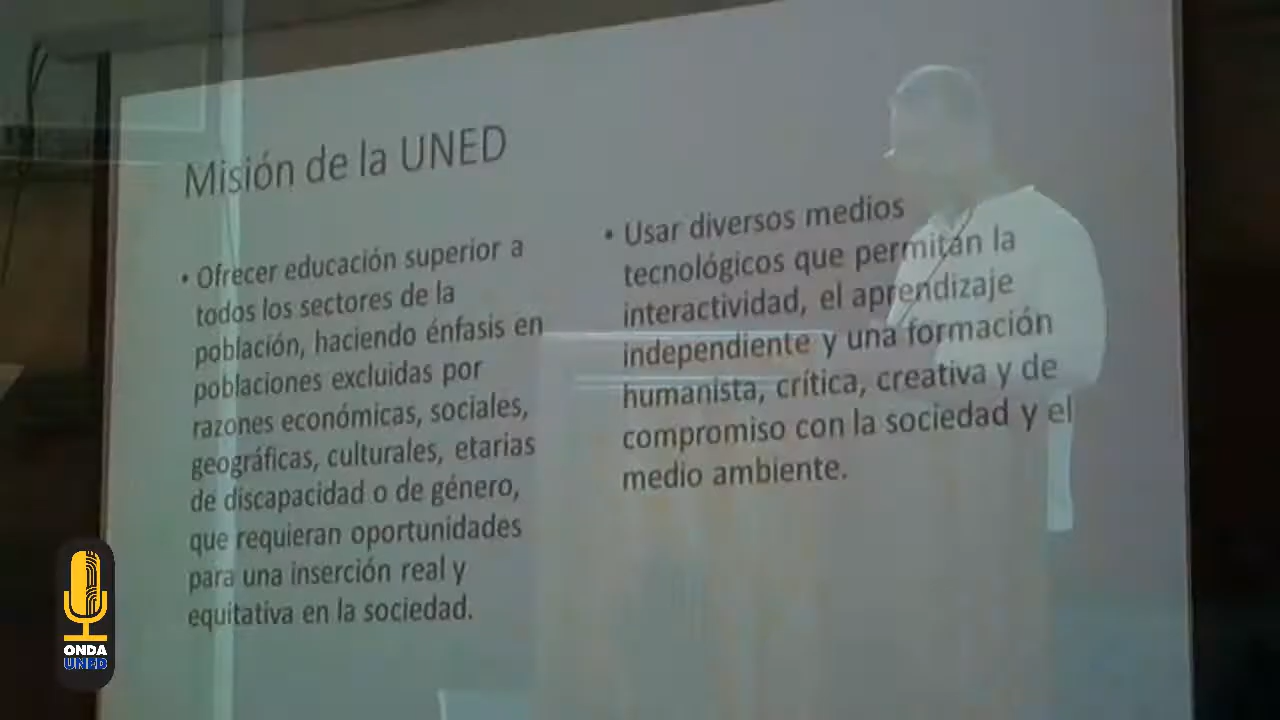 Misión de la UNED
• Ofrecer educación superior a
todos los sectores de la
población, haciendo énfasis en
poblaciones excluidas por
razones económicas, sociales,
geográficas, culturales, etarias
de discapacidad o de género,
que requieran oportunidades
para una inserción real y
equitativa en la sociedad.
• Usar diversos medios
tecnológicos que permitan la
interactividad, el aprendizaje
independiente y una formación
humanista, crítica, creativa y de
compromiso con la sociedad y el
medio ambiente.
ONDA
UNED